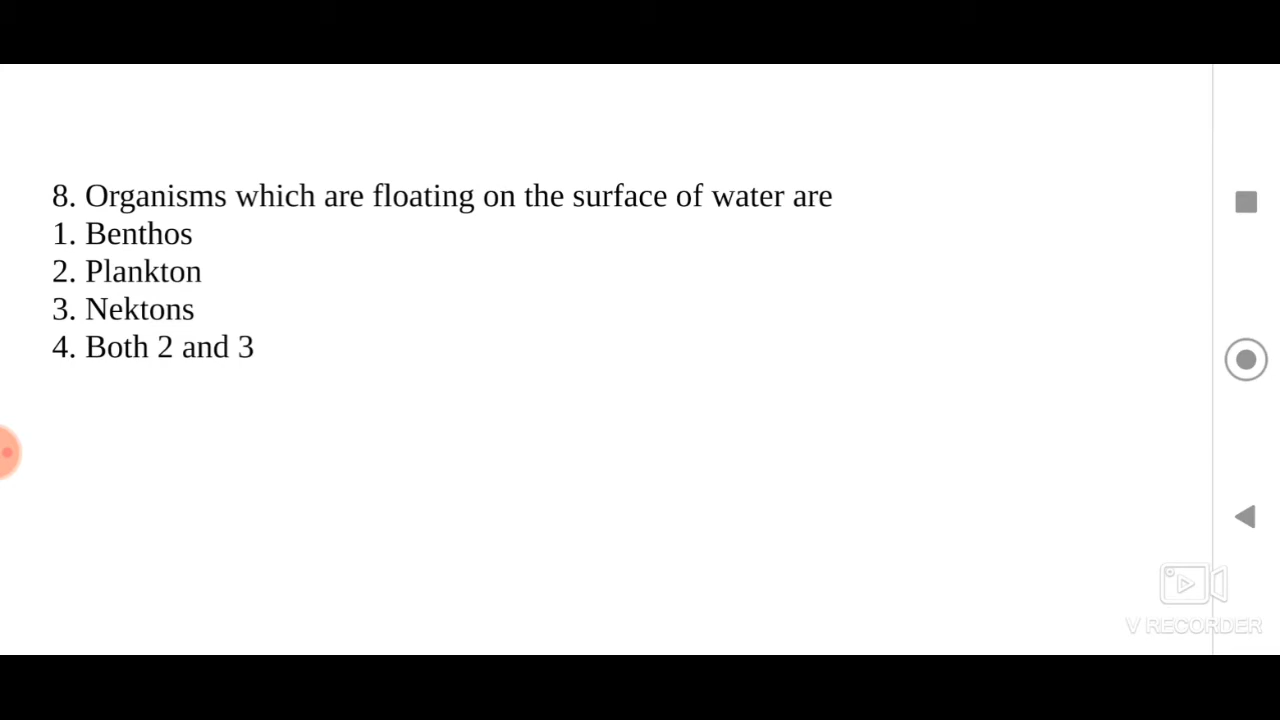 8. Organisms which are floating on the surface of water are
1. Benthos
2. Plankton
3. Nektons
4. Both 2 and 3
V RECORDER